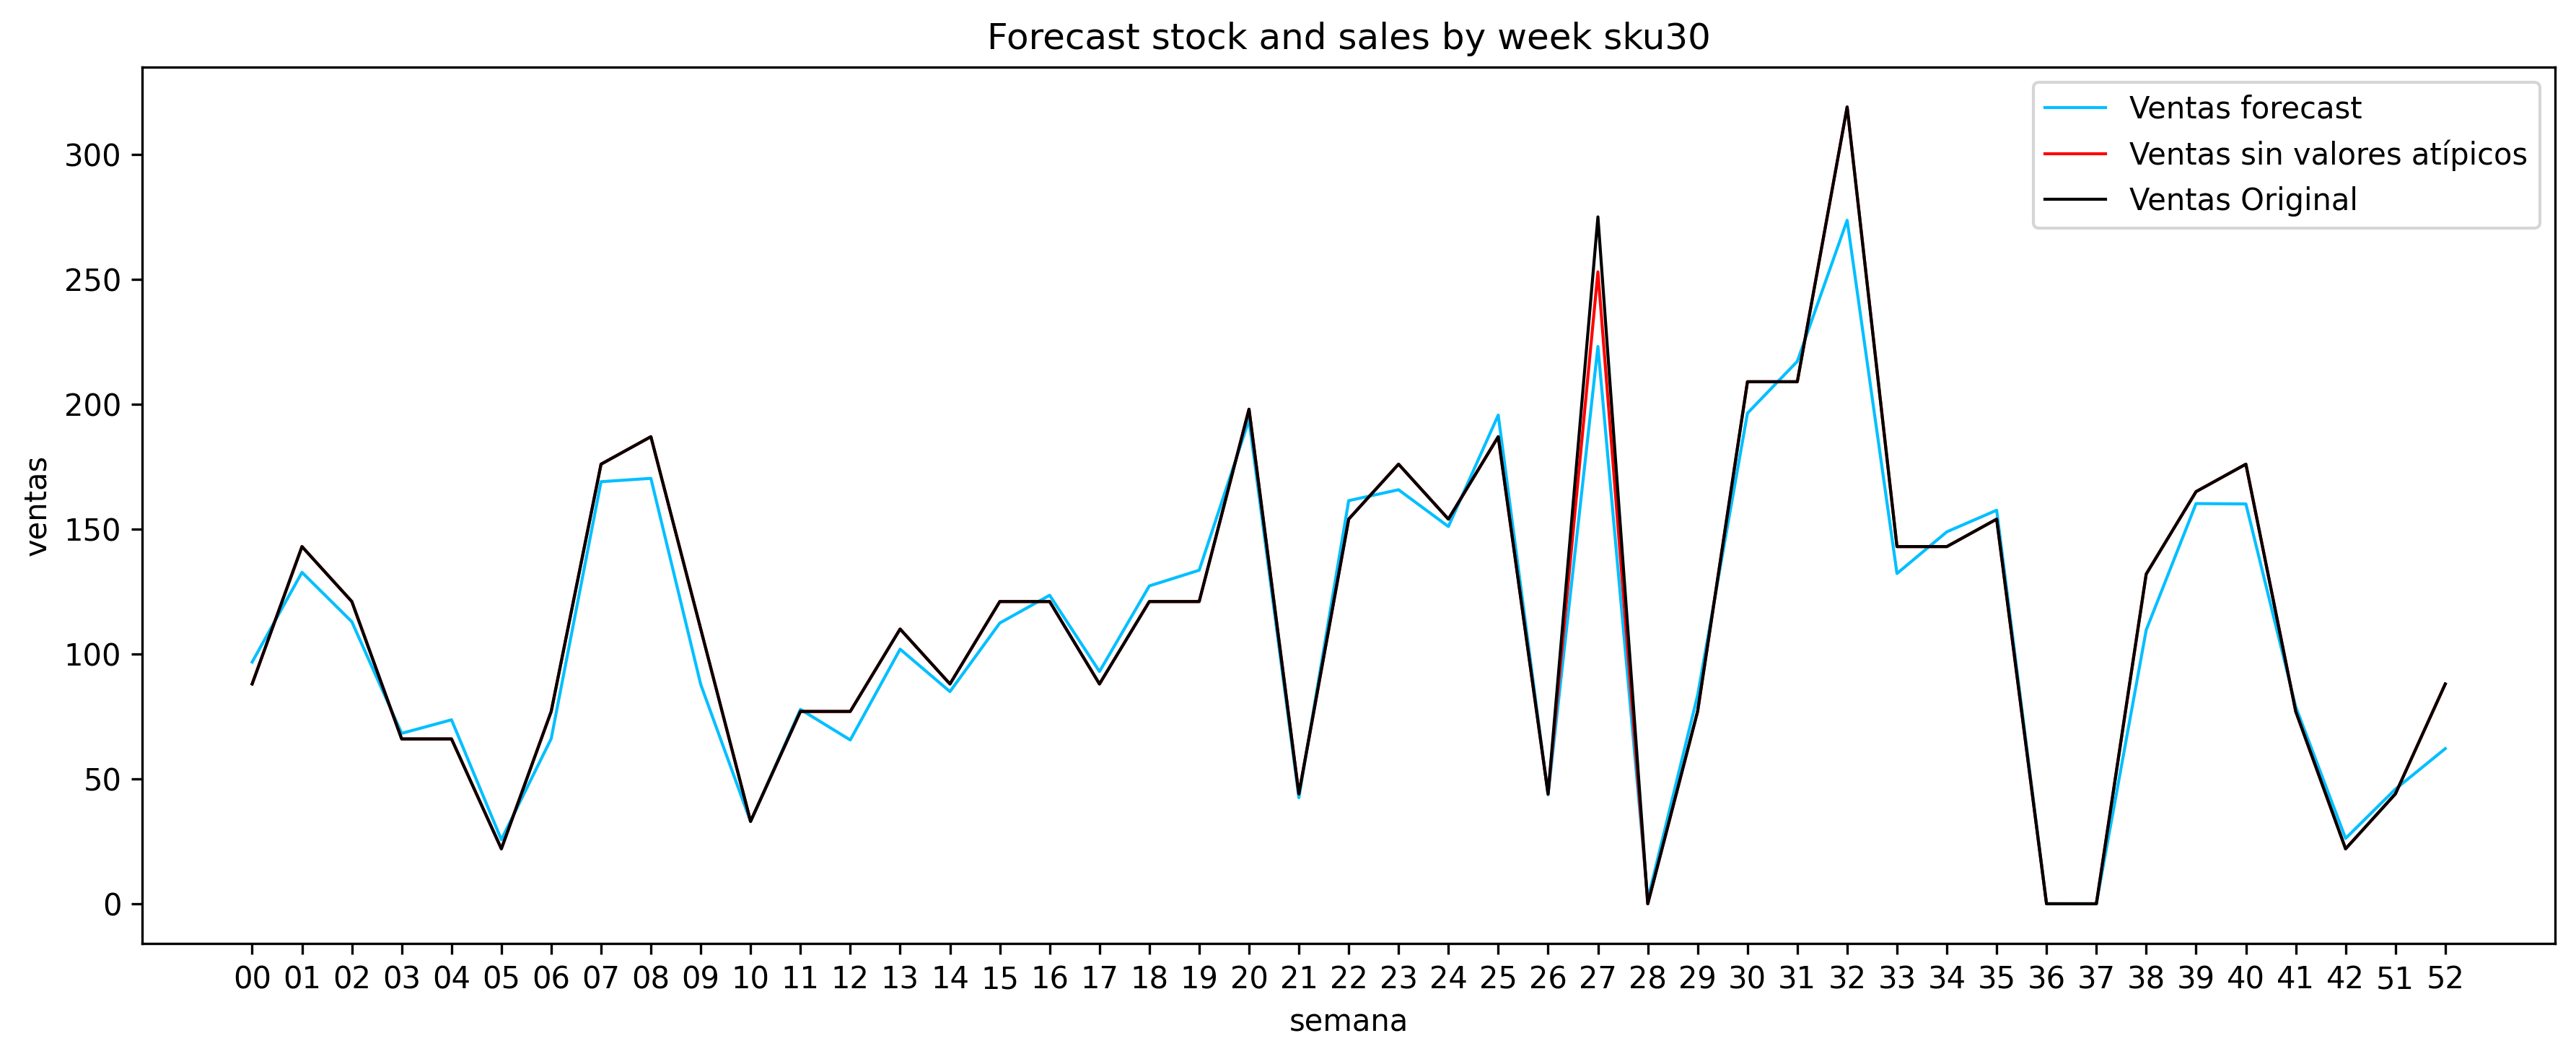 Forecast stock and sales by week sku30
Ventas forecast
Ventas sin valores atípicos
Ventas Original
300
250
200
150
100
50
0
ventas
00 01 02 03 04 05 06 07 08 09 10 11 12 13 14 15 16 17 18 19 20 21 22 23 24 25 26 27 28 29 30 31 32 33 34 35 36 37 38 39 40 41 42 51 52
semana